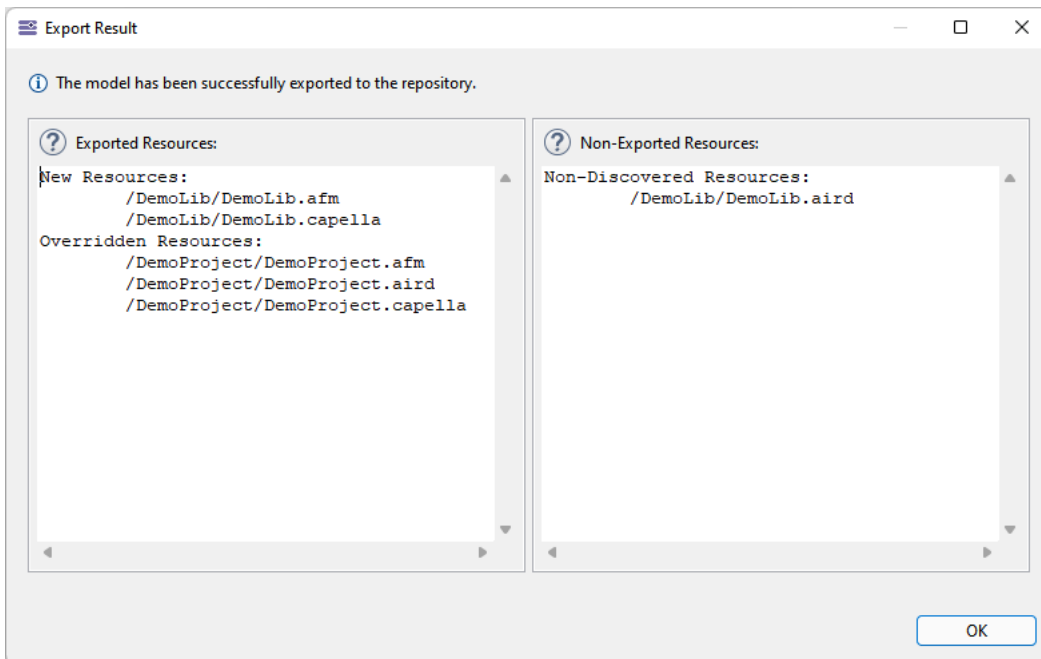 Export Result
The model has been successfully exported to the repository.
Exported Resources:
New Resources:
/DemoLib/DemoLib.afm
/DemoLib/DemoLib.capella
Overridden Resources:
/DemoProject/DemoProject.afm
/DemoProject/DemoProject.aird
/DemoProject/DemoProject.capella
Non-Exported Resources:
Non-Discovered Resources:
/DemoLib/DemoLib.aird
OK